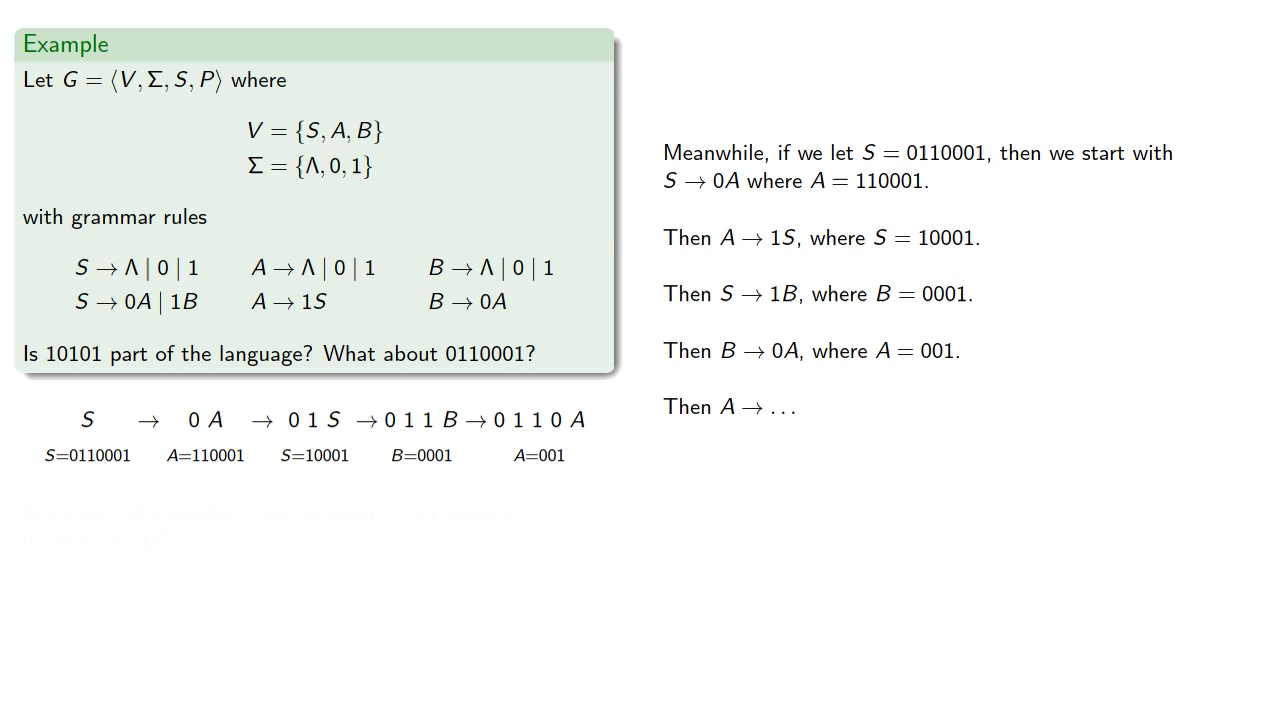 Example
Let G = ⟨V, Σ, S, P⟩ where
V = {S, A, B}
Σ = {Λ, 0, 1}
with grammar rules
S → Λ | 0 | 1 A → Λ | 0 | 1 B → Λ | 0 | 1
S → 0A | 1B A → 1S B → 0A
Is 10101 part of the language? What about 0110001?
S → 0 A → 0 1 S → 0 1 1 B → 0 1 1 0 A
S=0110001 A=110001 S=10001 B=0001 A=001
Meanwhile, if we let S = 0110001, then we start with
S → 0A where A = 110001.
Then A → 1S, where S = 10001.
Then S → 1B, where B = 0001.
Then B → 0A, where A = 001.
Then A → . . .